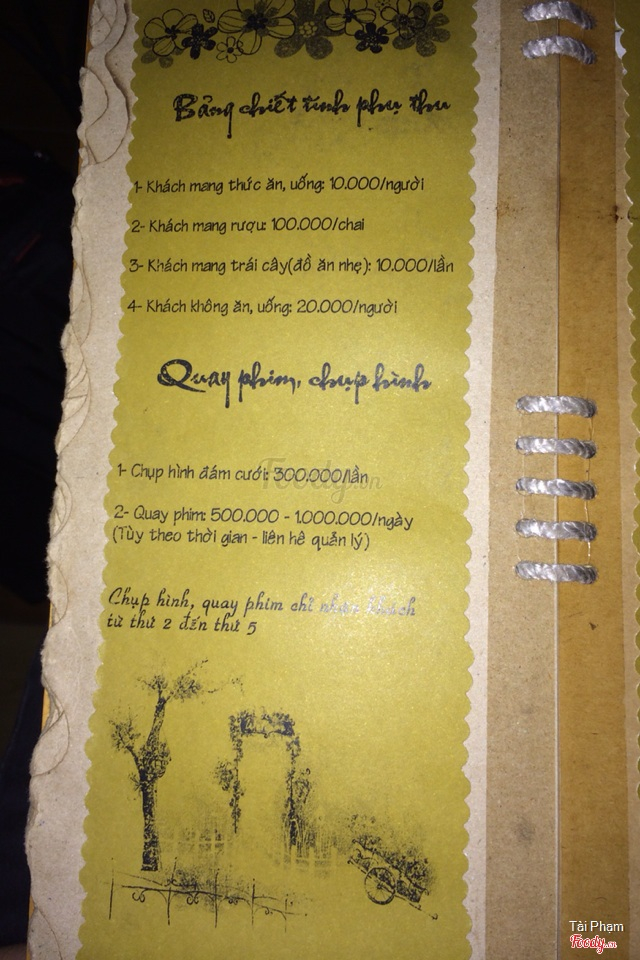 Bảng chiết tính phụ thu
1- Khách mang thức ăn, uống: 10.000/người
2- Khách mang rượu: 100.000/chai
3- Khách mang trái cây(đồ ăn nhẹ): 10.000/lần
4- Khách không ăn, uống: 20.000/người
Quay phim, chụp hình
1- Chụp hình đám cưới: 300.000/lần
Foody.vn
2- Quay phim: 500.000 - 1.000.000/ngày
(Tùy theo thời gian - liên hê quản lý)
Chụp hình, quay phim chỉ nhận khách
từ thứ 2 đến thứ 5
Tài Phạm
Foody.vn